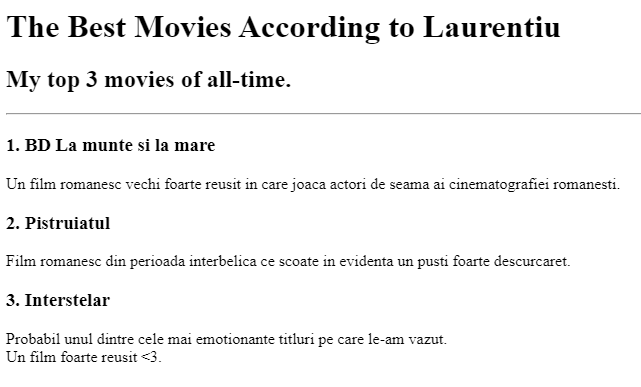 The Best Movies According to Laurentiu
My top 3 movies of all-time.
1. BD La munte si la mare
Un film romanesc vechi foarte reusit in care joaca actori de seama ai cinematografiei romanesti.
2. Pistruiatul
Film romanesc din perioada interbelica ce scoate in evidenta un pusti foarte descurcaret.
3. Interstelar
Probabil unul dintre cele mai emotionante titluri pe care le-am vazut.
Un film foarte reusit <3.